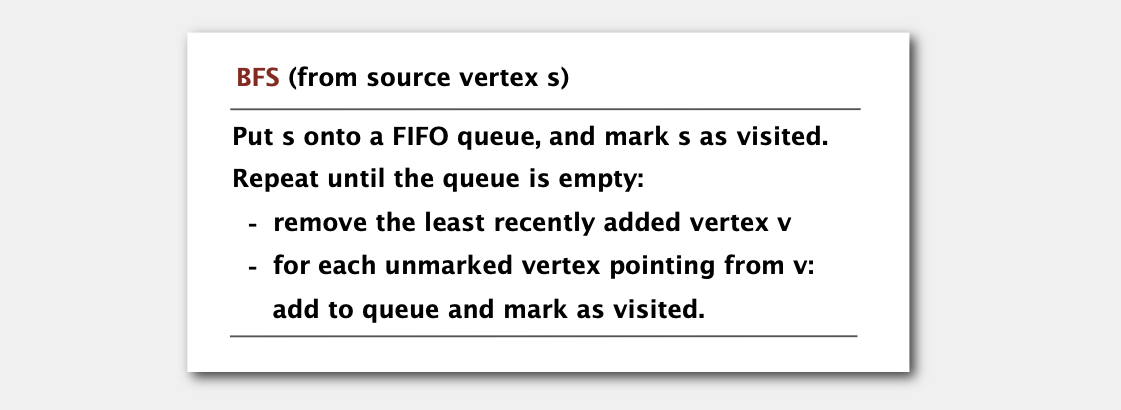 BFS (from source vertex s)
Put s onto a FIFO queue, and mark s as visited.
Repeat until the queue is empty:
- remove the least recently added vertex v
- for each unmarked vertex pointing from v:
add to queue and mark as visited.